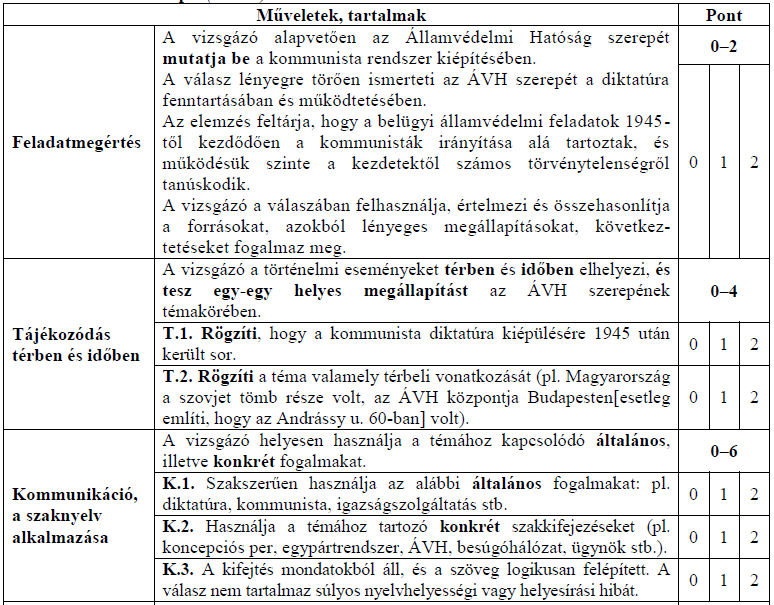 Műveletek, tartalmak Pont
A vizsgázó alapvetően az Államvédelmi Hatóság szerepét
mutatja be a kommunista rendszer kiépítésében.
0–2
Feladatmegértés
A válasz lényegre törően ismerteti az ÁVH szerepét a diktatúra
fenntartásában és működtetésében.
Az elemzés feltárja, hogy a belügyi államvédelmi feladatok 1945-
től kezdődően a kommunisták irányítása alá tartoztak, és
működésük szinte a kezdetektől számos törvénytelenségről
tanúskodik.
A vizsgázó a válaszában felhasználja, értelmezi és összehasonlítja
a forrásokat, azokból lényeges megállapításokat, következ-
tetéseket fogalmaz meg.
0 1 2
Tájékozódás
térben és időben
A vizsgázó a történelmi eseményeket térben és időben elhelyezi, és
tesz egy-egy helyes megállapítást az ÁVH szerepének
témakörében.
0–4
T.1. Rögzíti, hogy a kommunista diktatúra kiépülésére 1945 után
került sor.
0 1 2
T.2. Rögzíti a téma valamely térbeli vonatkozását (pl. Magyarország
a szovjet tömb része volt, az ÁVH központja Budapesten[esetleg
említi, hogy az Andrássy u. 60-ban] volt).
0 1 2
Kommunikáció,
a szaknyelv
alkalmazása
A vizsgázó helyesen használja a témához kapcsolódó általános,
illetve konkrét fogalmakat.
0–6
K.1. Szakszerűen használja az alábbi általános fogalmakat: pl.
diktatúra, kommunista, igazságszolgáltatás stb.
0 1 2
K.2. Használja a témához tartozó konkrét szakkifejezéseket (pl.
koncepciós per, egypártrendszer, ÁVH, besúgóhálózat, ügynök stb.).
0 1 2
K.3. A kifejtés mondatokból áll, és a szöveg logikusan felépített. A
válasz nem tartalmaz súlyos nyelvhelyességi vagy helyesírási hibát.
0 1 2